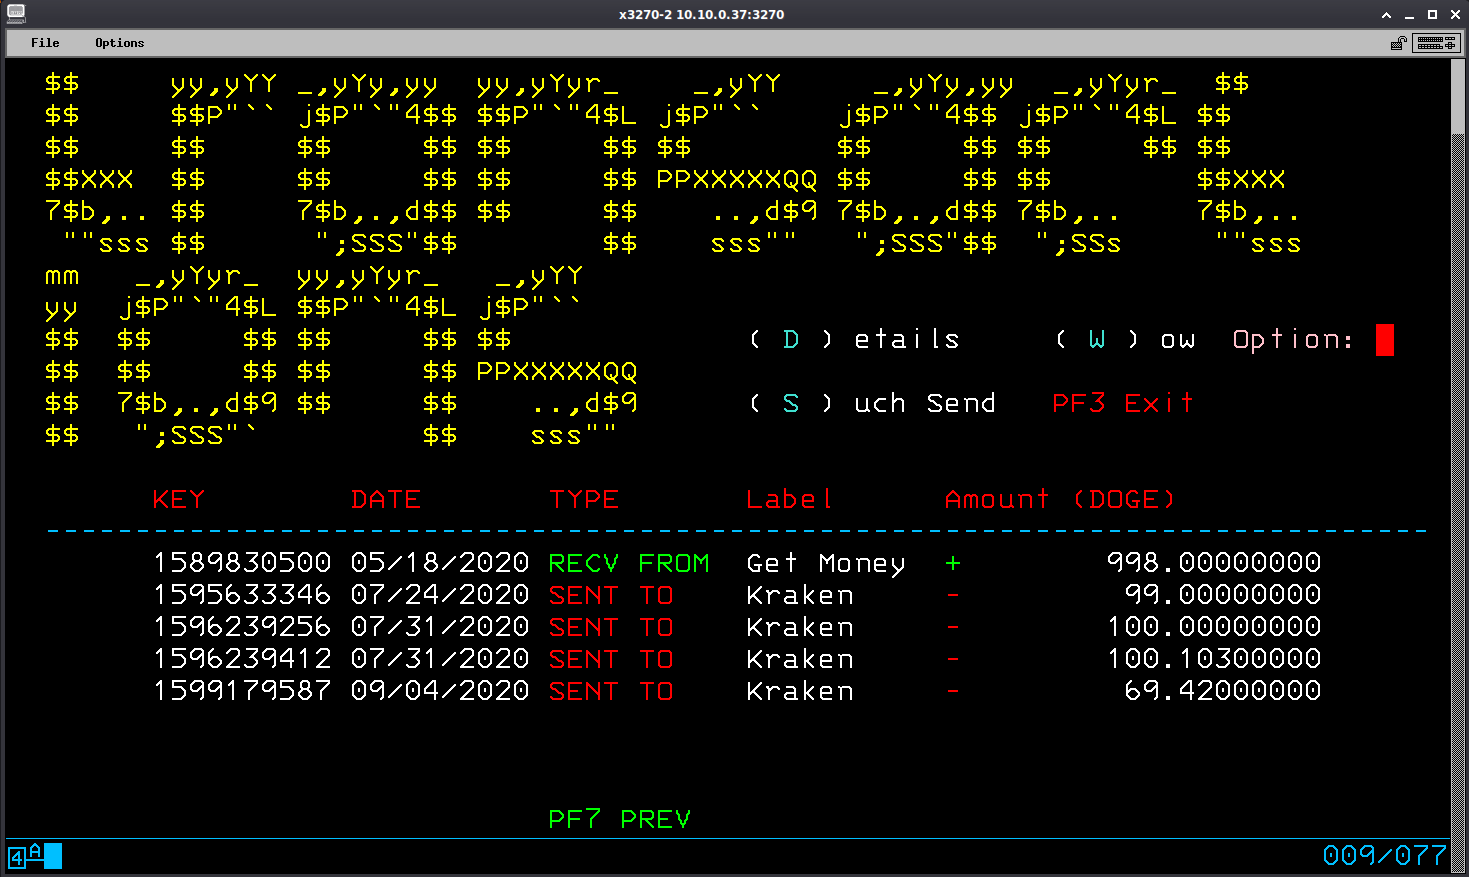 x3270-2 10.10.0.37:3270
File Options
$$ yy,yYY _,yYy,yy yy,yYyr_ _,yYY _,yYy,yy _,yYyr_ $$
$$ $$P"`` j$P"`"4$$ $$P"`"4$L j$P"`` j$P"`"4$$ j$P"`"4$L $$
$$ $$ $$ $$ $$ $$ $$ $$ $$ $$ $$ $$
$$XXX $$ $$ $$ $$ $$ PPXXXXXQQ $$ $$ $$ $$XXX
7$b,.. $$ 7$b,.,d$$ $$ $$ ..,d$9 7$b,.,d$$ 7$b,.. 7$b,..
""sss $$ ";SSS"$$ $$ sss"" ";SSS"$$ ";SSs ""sss
mm _,yYyr_ yy,yYyr_ _,yYY
yy j$P"`"4$L $$P"`"4$L j$P"``
$$ $$ $$ $$ $$ $$ ( D ) etails ( W ) ow Option:
$$ $$ $$ $$ $$ PPXXXXXQQ
$$ 7$b,.,d$9 $$ $$ ..,d$9 ( S ) uch Send PF3 Exit
$$ ";SSS"` $$ sss""
KEY DATE TYPE Label Amount (DOGE)
------------------------------------------------------------------------------
1589830500 05/18/2020 RECV FROM Get Money + 998.00000000
1595633346 07/24/2020 SENT TO Kraken - 99.00000000
1596239256 07/31/2020 SENT TO Kraken - 100.00000000
1596239412 07/31/2020 SENT TO Kraken - 100.10300000
1599179587 09/04/2020 SENT TO Kraken - 69.42000000
PF7 PREV
4A 009/077